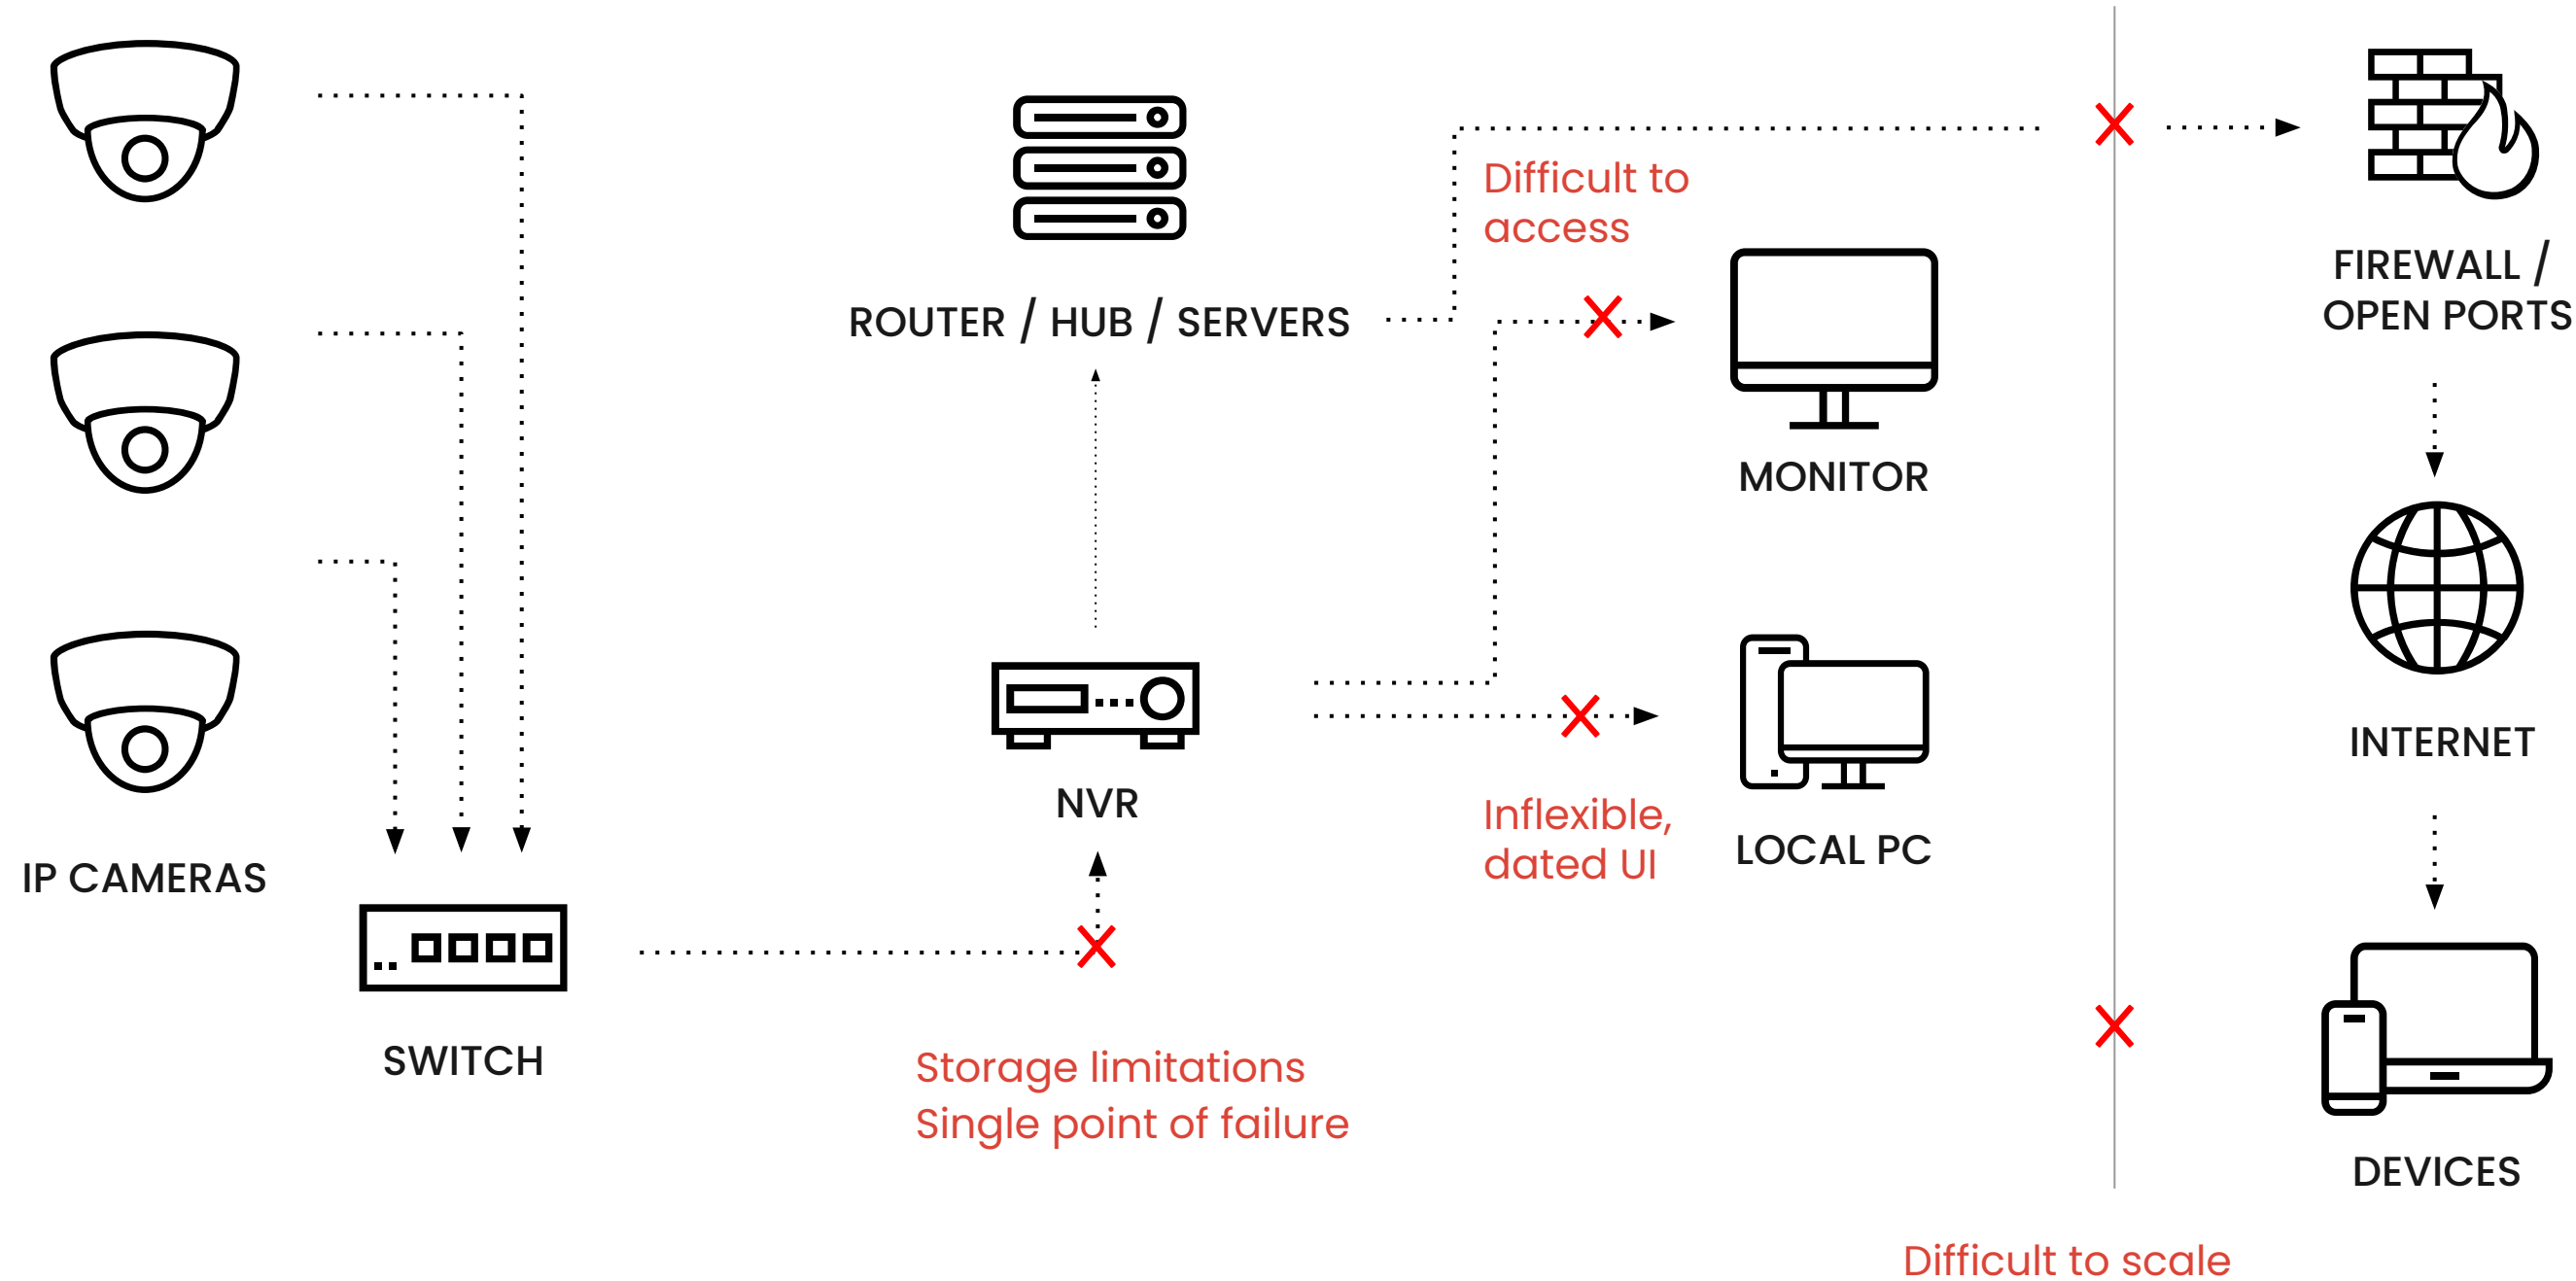 IP CAMERAS
SWITCH
ROUTER / HUB / SERVERS
NVR
Storage limitations
Single point of failure
Difficult to
access
MONITOR
Inflexible,
dated UI
LOCAL PC
FIREWALL /
OPEN PORTS
INTERNET
DEVICES
Difficult to scale